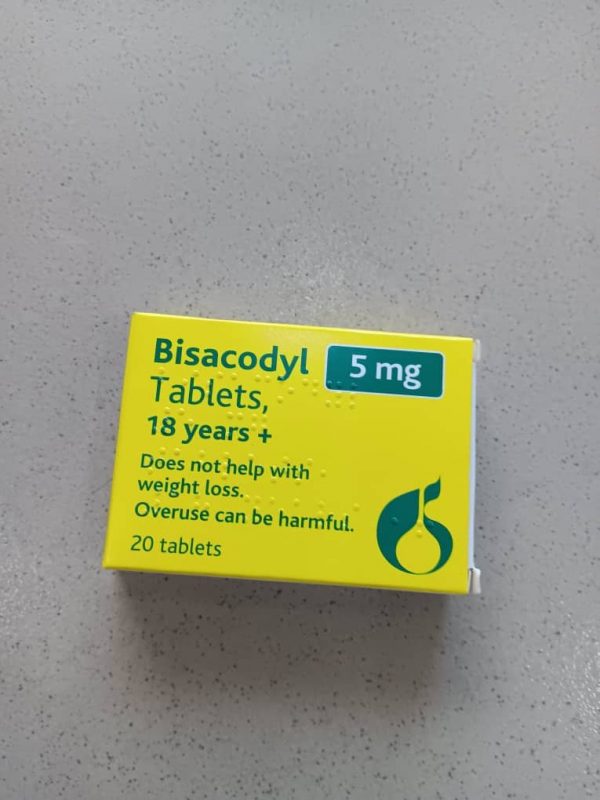 Bisacodyl 5 mg
Tablets,
18 years +
Does not help with
weight loss.
Overuse can be harmful.
20 tablets